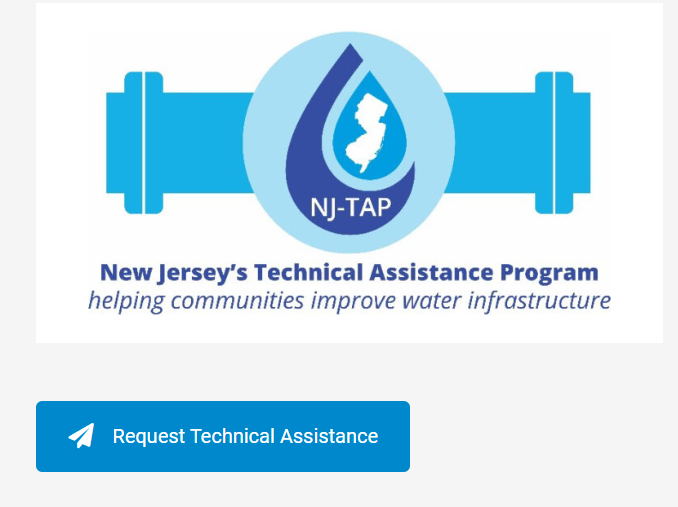 NJ-TAP
New Jersey's Technical Assistance Program
helping communities improve water infrastructure
Request Technical Assistance